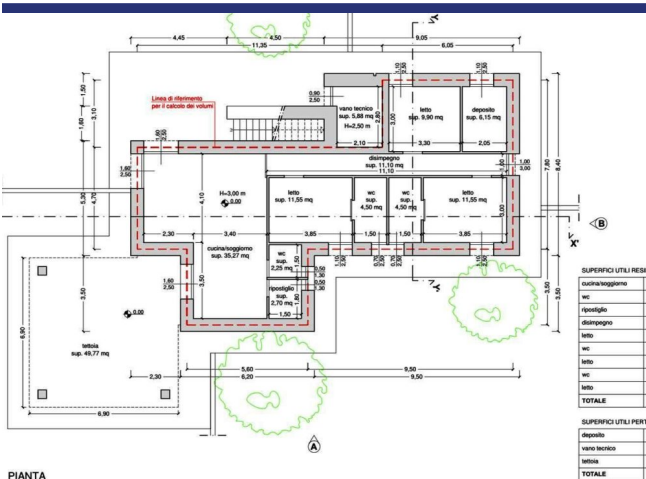 4,45
4,50
9,05
11,35
6,05
Linea di riferimento
per il calcolo dei volumi
vano tecnico
sup. 5,88 mq
H=2,50 m
letto
sup. 9,90 mq
deposito
sup. 6,15 mq
2,10
3,30
2,05
disimpegno
sup. 11,10 mq
11,10
H=3,00 m
0.00
letto
sup. 11,55 mq
wc
sup.
4,50 mq
wc
sup.
4,50 mq
letto
sup. 11,55 mq
2,30
3,40
3,85
1,50
1,50
3,85
cucina/soggiorno
sup. 35,27 mq
wc
sup.
2,25 mq
ripostiglio
sup.
2,70 mq
1,50
tettoia
sup. 49,77 mq
0.00
6,90
6,90
2,30
5,60
6,20
9,50
9,50
1,50
1,60
3,10
5,30
4,70
3,50
4,10
3,50
7,80
8,40
3,50
3,50
X'
B
A
SUPERFICI UTILI RESI
cucina/soggiorno
wc
ripostiglio
disimpegno
letto
wc
letto
wc
letto
TOTALE
SUPERFICI UTILI PERT
deposito
vano tecnico
tettoia
TOTALE
PIANTA